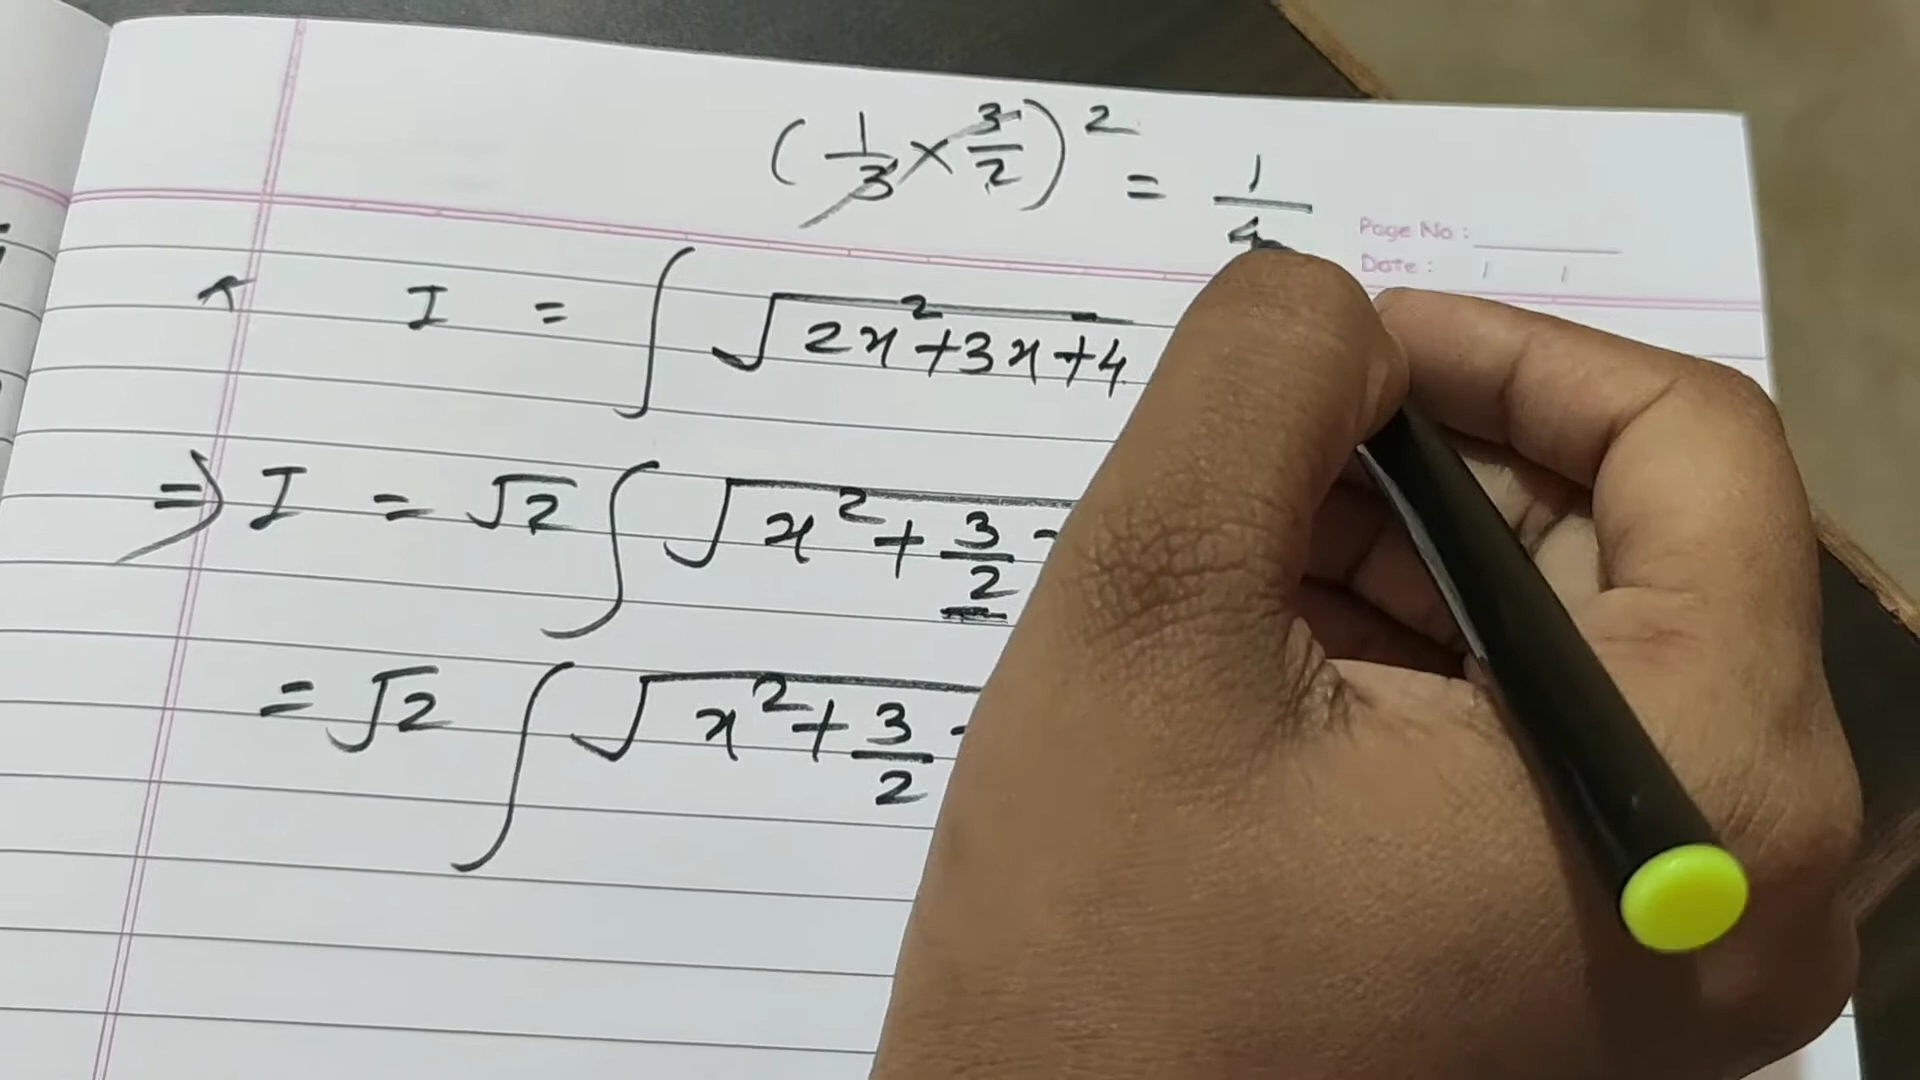 (1/3 × 3/2)² = 1/4
Page No :
Date : / /
I = ∫ √2x²+3x+4
⇒ I = √2 ∫ √x² + 3/2
= √2 ∫ √x² + 3/2